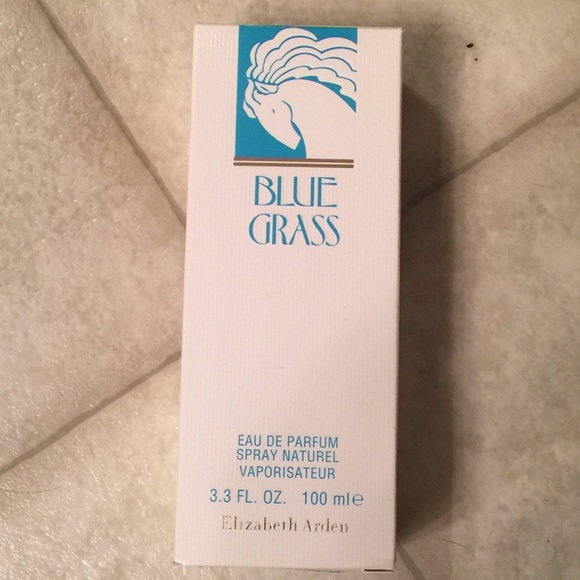 BLUE
GRASS
EAU DE PARFUM
SPRAY NATUREL
VAPORISATEUR
3.3 FL. OZ. 100 ml e
Elizabeth Arden